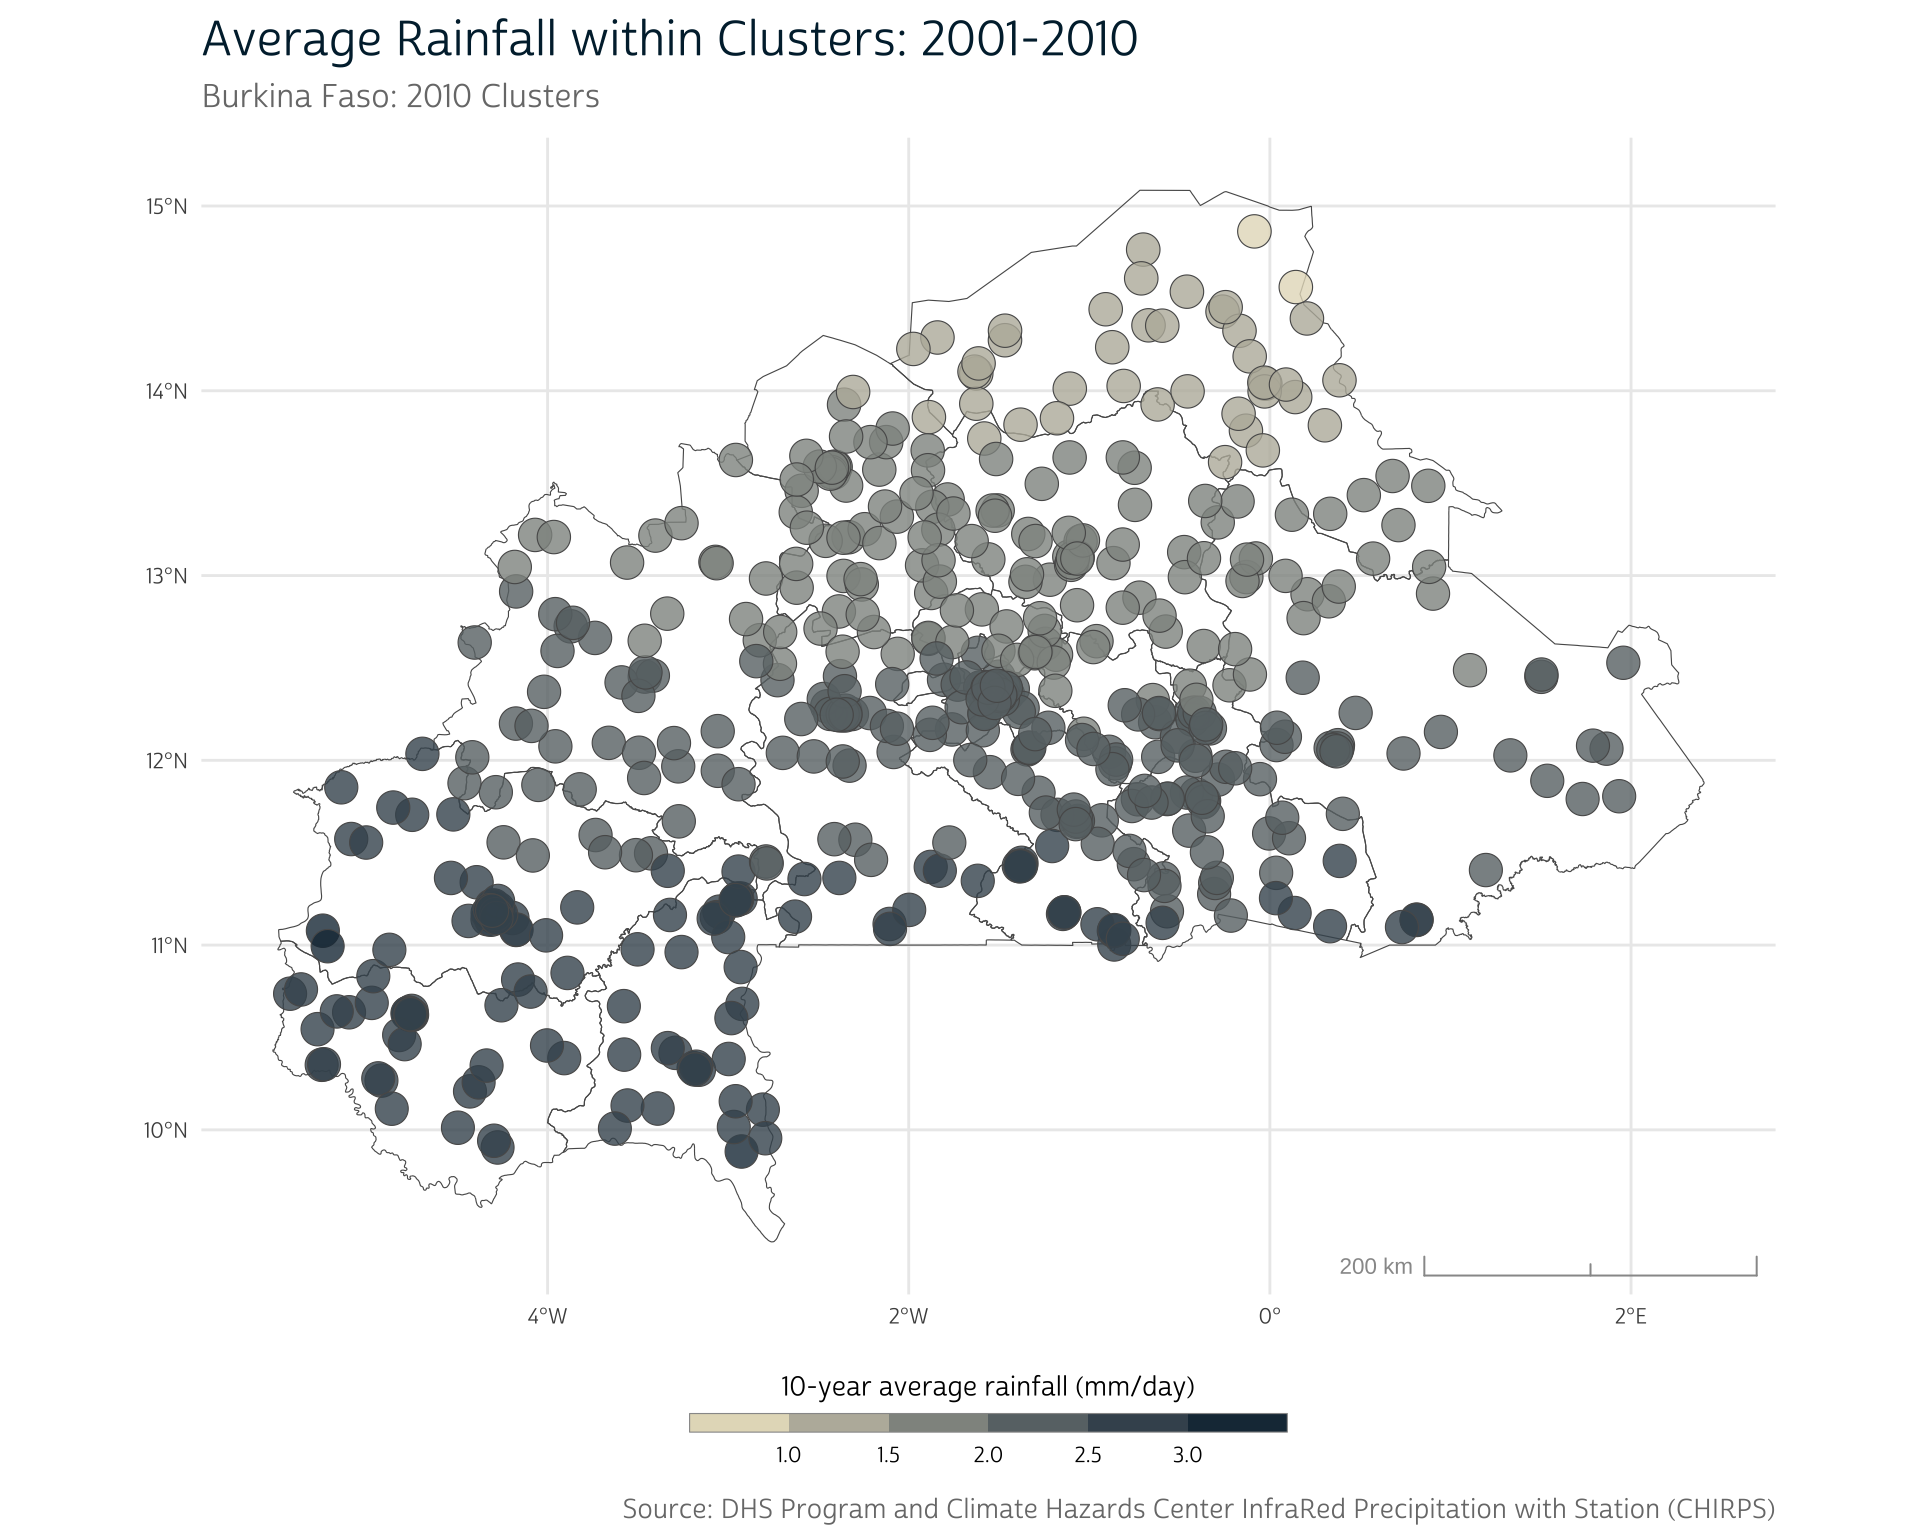 Average Rainfall within Clusters: 2001-2010
Burkina Faso: 2010 Clusters
15°N
14°N
13°N
12°N
11°N
10°N
200 km
4°W 2°W 0° 2°E
10-year average rainfall (mm/day)
1.0 1.5 2.0 2.5 3.0
Source: DHS Program and Climate Hazards Center InfraRed Precipitation with Station (CHIRPS)